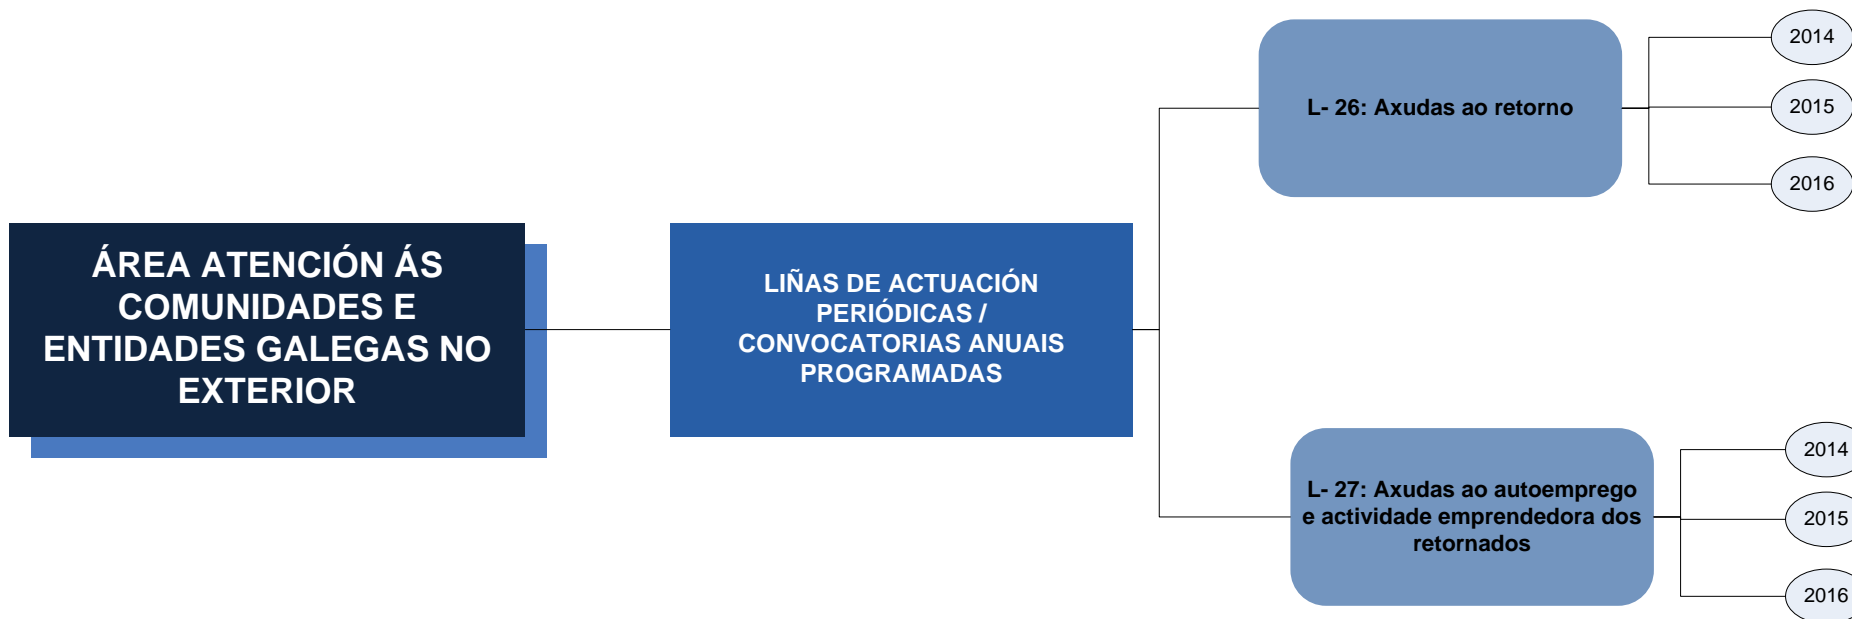 ÁREA ATENCIÓN ÁS
COMUNIDADES E
ENTIDADES GALEGAS NO
EXTERIOR
LIÑAS DE ACTUACIÓN
PERIÓDICAS /
CONVOCATORIAS ANUAIS
PROGRAMADAS
L- 26: Axudas ao retorno
2014
2015
2016
L- 27: Axudas ao autoemprego
e actividade emprendedora dos
retornados
2014
2015
2016